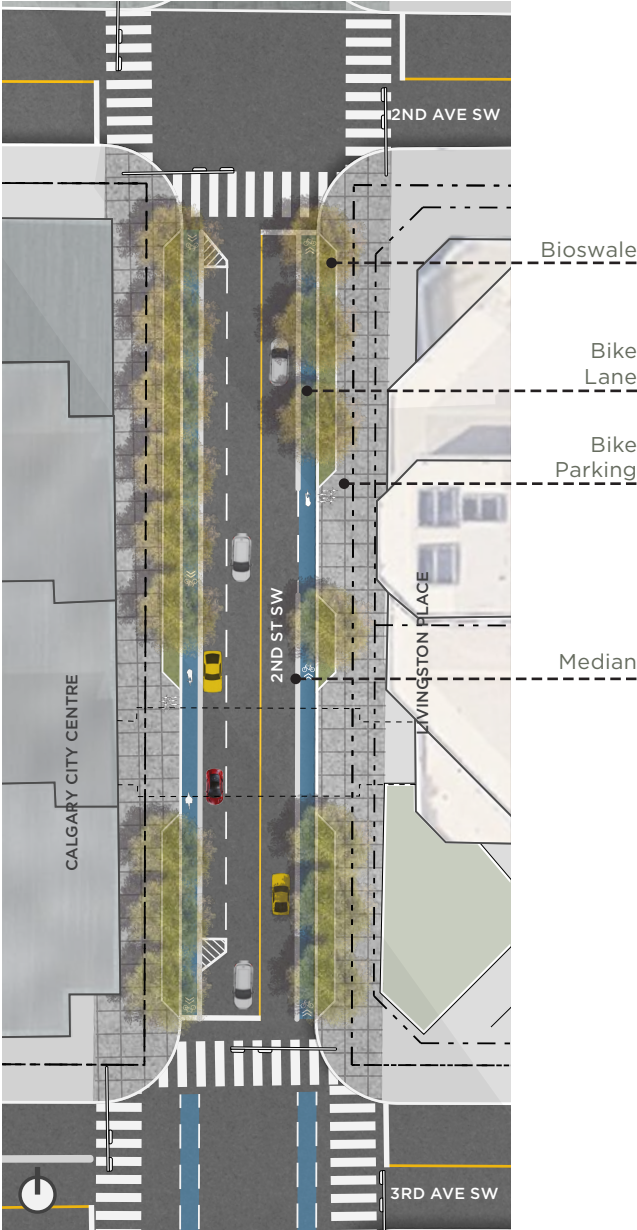 2ND AVE SW
Bioswale
Bike
Lane
Bike
Parking
2ND ST SW
LIVINGSTON PLACE
Median
CALGARY CITY CENTRE
3RD AVE SW